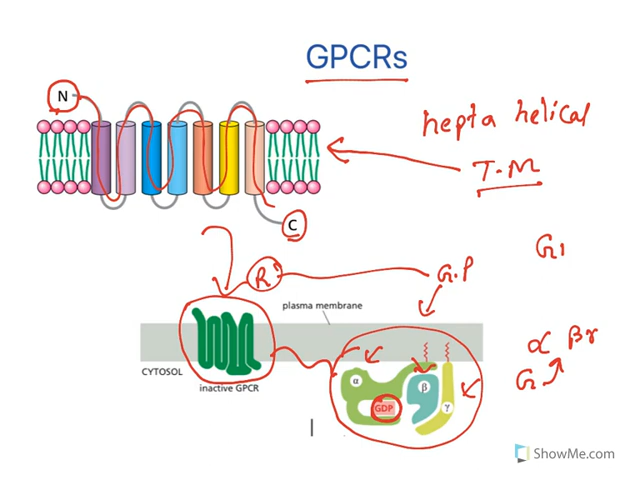 GPCRs
N
hepta helical
T-M
C
G1
R
G.P
plasma membrane
α βγ
G
CYTOSOL
α
β
γ
GDP
inactive GPCR
ShowMe.com